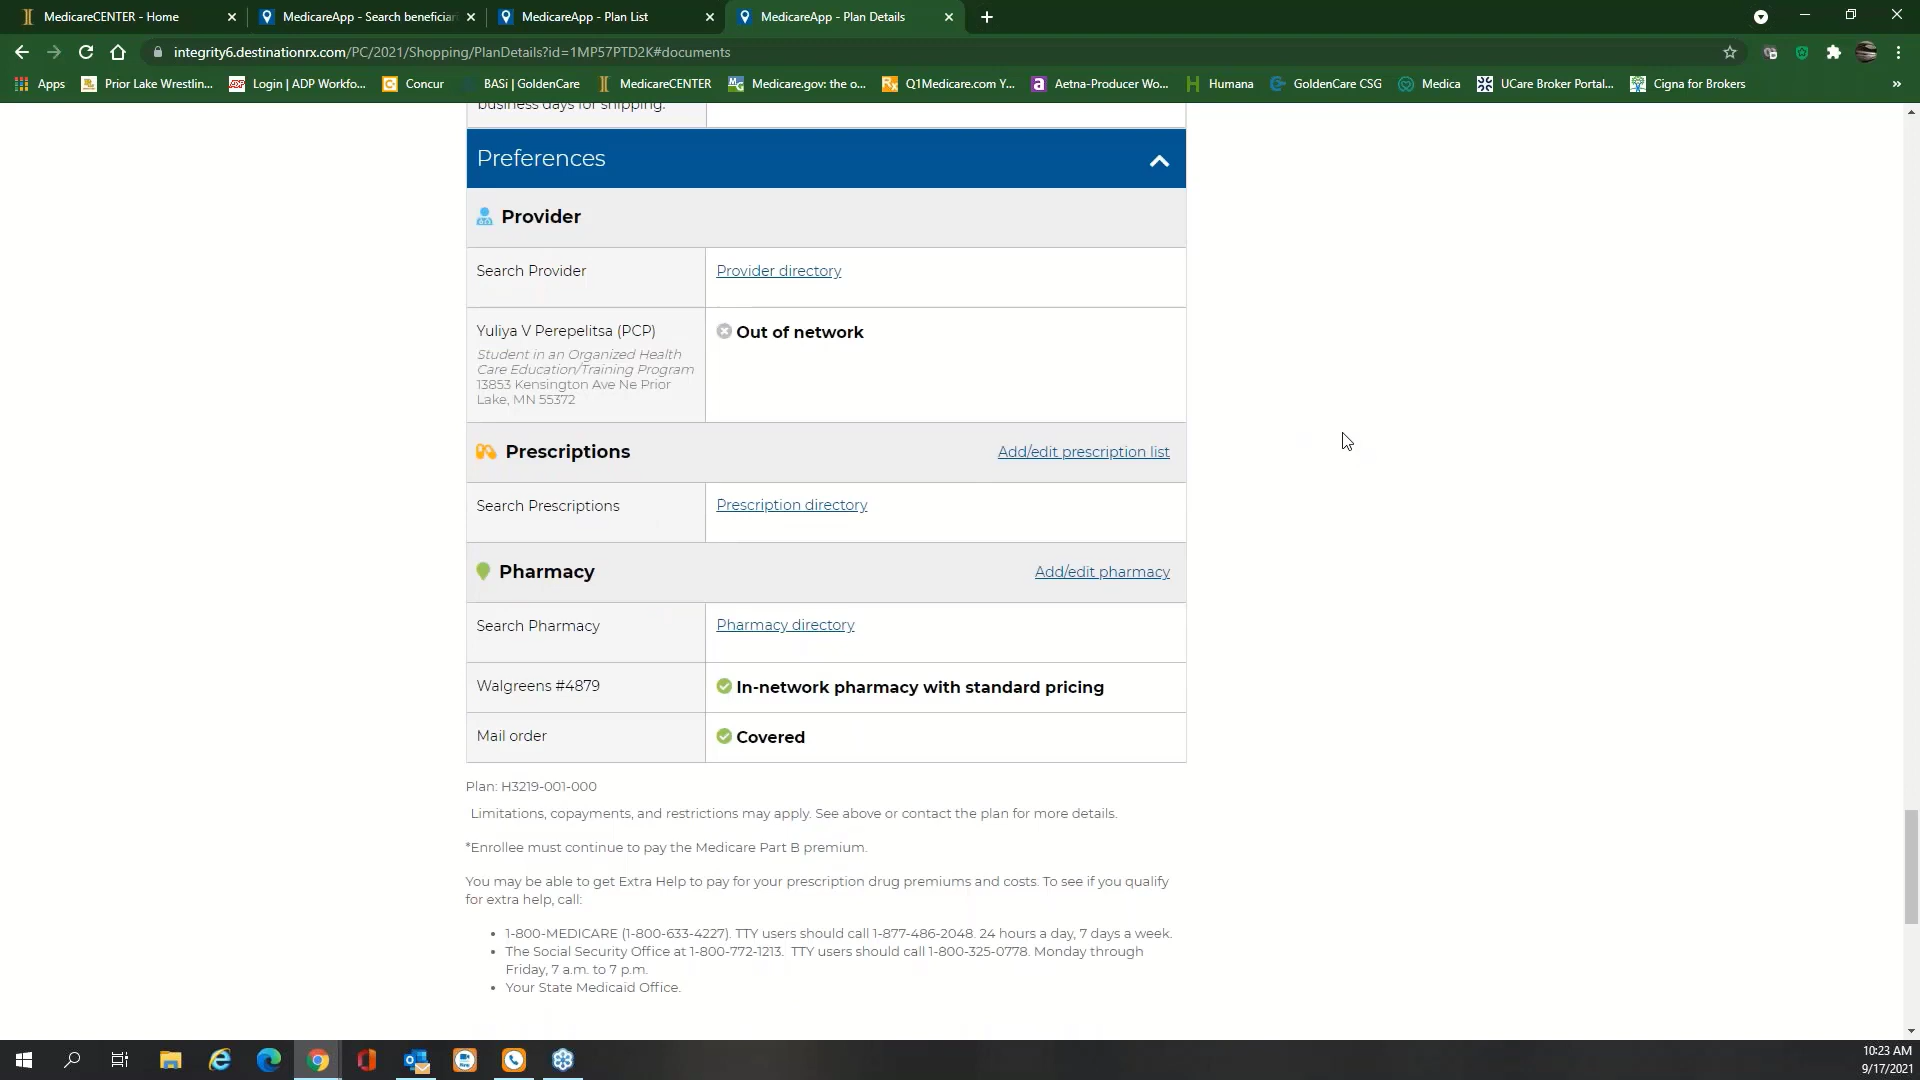 MedicareCENTER - Home
MedicareApp - Search beneficiari
MedicareApp - Plan List
MedicareApp - Plan Details
integrity6.destinationrx.com/PC/2021/Shopping/PlanDetails?id=1MP57PTD2K#documents
Apps
Prior Lake Wrestlin...
Login | ADP Workfo...
Concur
BASi | GoldenCare
MedicareCENTER
Medicare.gov: the o...
Q1Medicare.com Y...
Aetna-Producer Wo...
Humana
GoldenCare CSG
Medica
UCare Broker Portal...
Cigna for Brokers
»
business days for shipping.
Preferences
Provider
Search Provider
Provider directory
Yuliya V Perepelitsa (PCP)
Out of network
Student in an Organized Health
Care Education/Training Program
13853 Kensington Ave Ne Prior
Lake, MN 55372
Prescriptions
Add/edit prescription list
Search Prescriptions
Prescription directory
Pharmacy
Add/edit pharmacy
Search Pharmacy
Pharmacy directory
Walgreens #4879
In-network pharmacy with standard pricing
Mail order
Covered
Plan: H3219-001-000
Limitations, copayments, and restrictions may apply. See above or contact the plan for more details.
*Enrollee must continue to pay the Medicare Part B premium.
You may be able to get Extra Help to pay for your prescription drug premiums and costs. To see if you qualify
for extra help, call:
• 1-800-MEDICARE (1-800-633-4227). TTY users should call 1-877-486-2048. 24 hours a day, 7 days a week.
• The Social Security Office at 1-800-772-1213. TTY users should call 1-800-325-0778. Monday through
Friday, 7 a.m. to 7 p.m.
• Your State Medicaid Office.
10:23 AM
9/17/2021